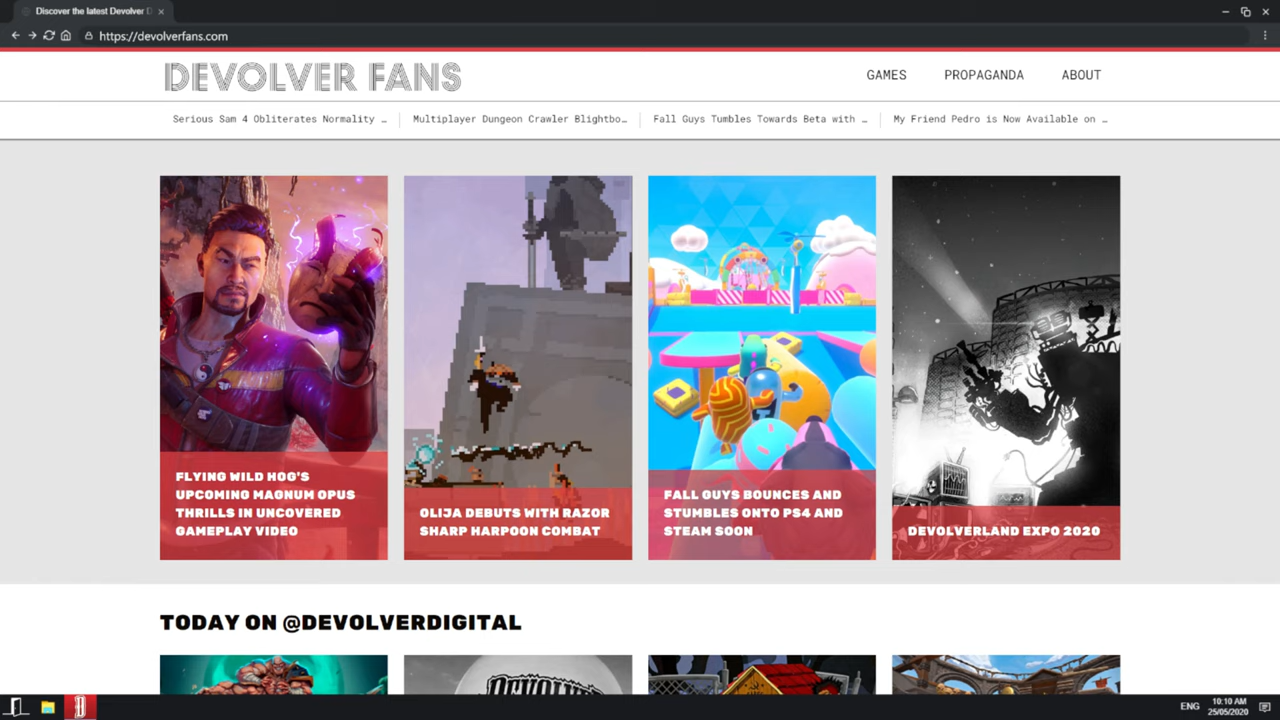 Discover the latest Devolver D
https://devolverfans.com
DEVOLVER FANS
GAMES
PROPAGANDA
ABOUT
Serious Sam 4 Obliterates Normality …
Multiplayer Dungeon Crawler Blightbo…
Fall Guys Tumbles Towards Beta with …
My Friend Pedro is Now Available on …
FLYING WILD HOG'S
UPCOMING MAGNUM OPUS
THRILLS IN UNCOVERED
GAMEPLAY VIDEO
OLIJA DEBUTS WITH RAZOR
SHARP HARPOON COMBAT
FALL GUYS BOUNCES AND
STUMBLES ONTO PS4 AND
STEAM SOON
DEVOLVERLAND EXPO 2020
TODAY ON @DEVOLVERDIGITAL
ENG
10:10 AM
25/05/2020